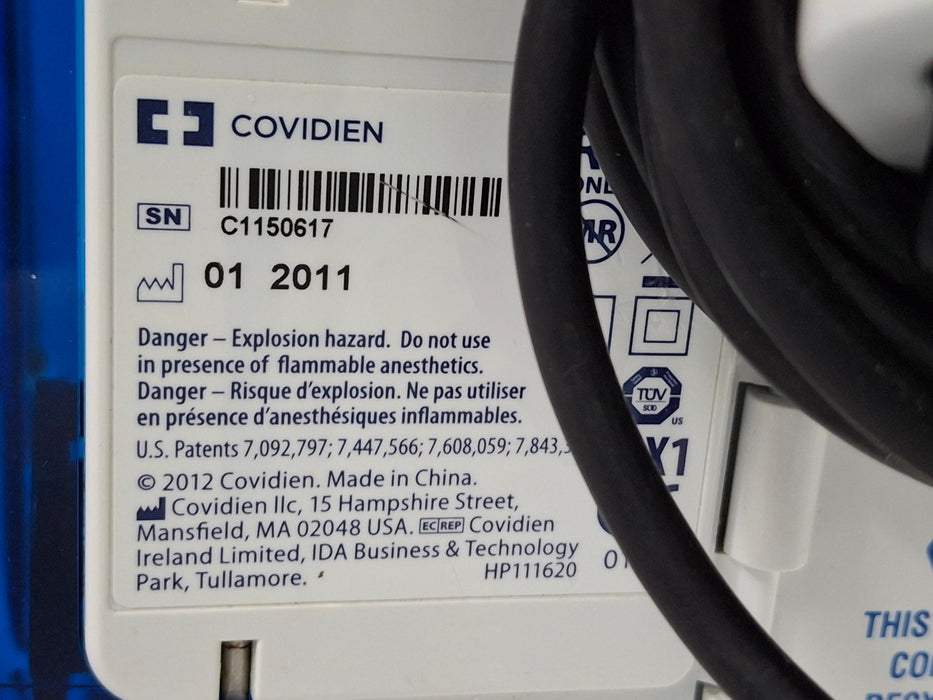 COVIDIEN
SN
C1150617
01 2011
Danger – Explosion hazard. Do not use
in presence of flammable anesthetics.
Danger – Risque d'explosion. Ne pas utiliser
en présence d'anesthésiques inflammables.
U.S. Patents 7,092,797; 7,447,566; 7,608,059; 7,843,
© 2012 Covidien. Made in China.
Covidien llc, 15 Hampshire Street,
Mansfield, MA 02048 USA. EC REP Covidien
Ireland Limited, IDA Business & Technology
Park, Tullamore.
HP111620
MR
TÜV
SÜD
US
X1
THIS